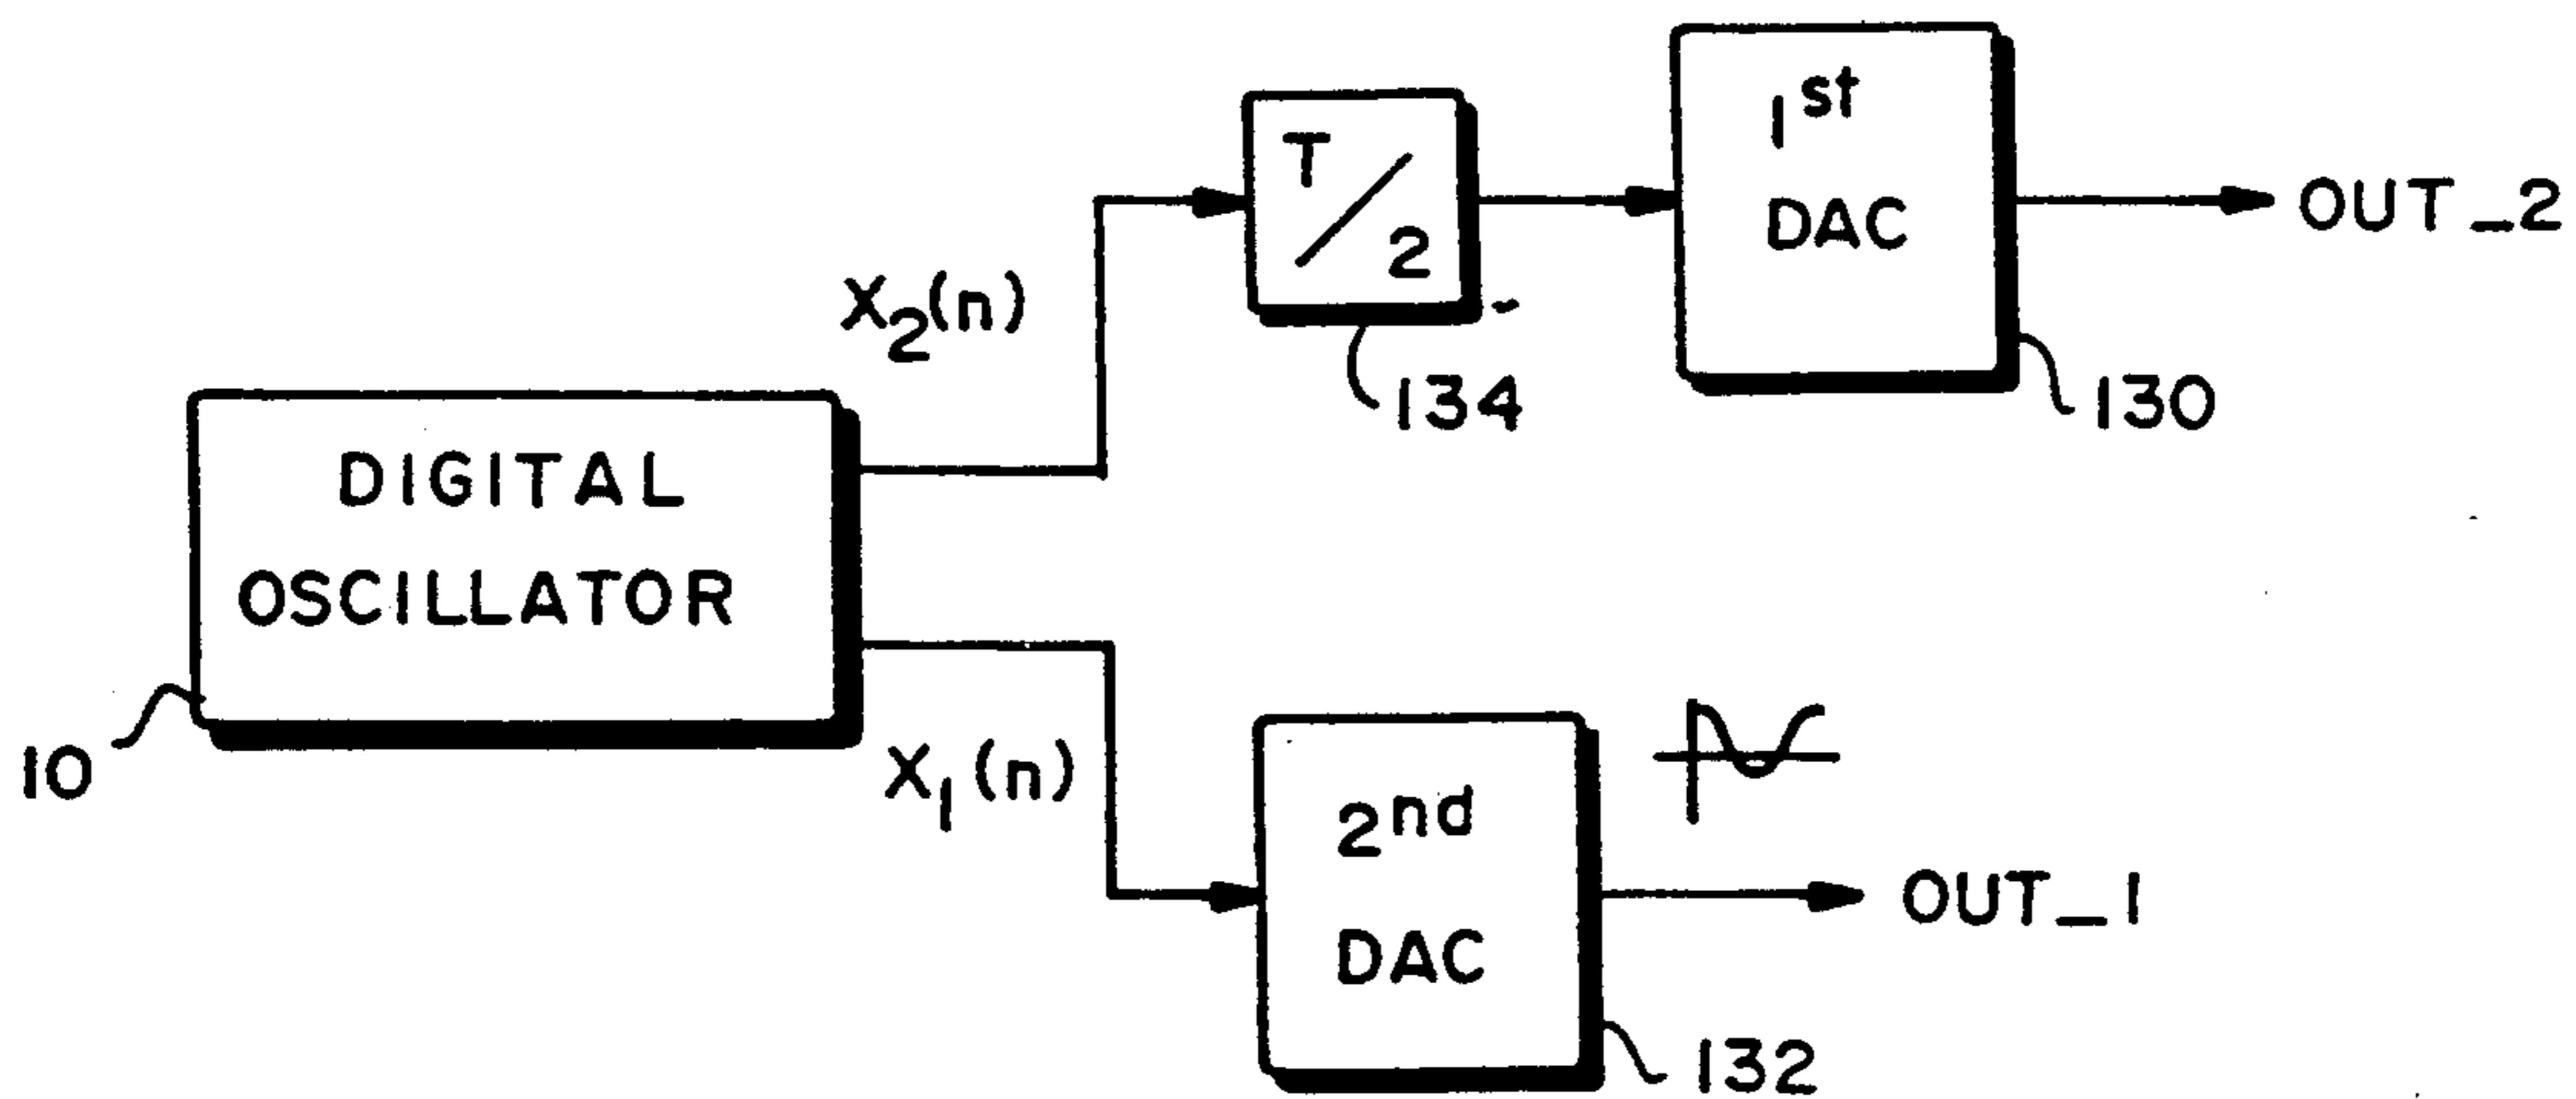 1st
DAC
T/2
OUT_2
X2(n)
134
130
DIGITAL
OSCILLATOR
10
X1(n)
2nd
DAC
OUT_1
132